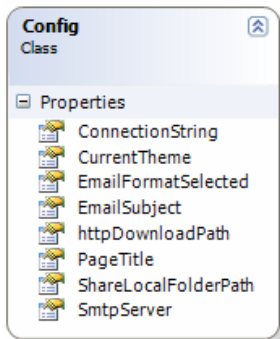 Config
Class
Properties
ConnectionString
CurrentTheme
EmailFormatSelected
EmailSubject
httpDownloadPath
PageTitle
ShareLocalFolderPath
SmtpServer